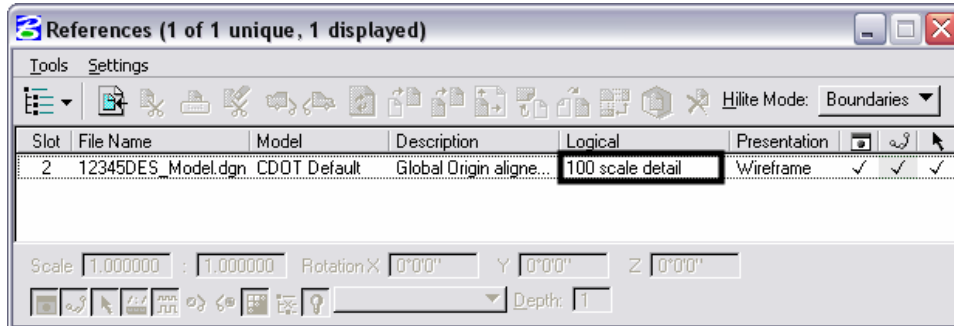 References (1 of 1 unique, 1 displayed)
Tools Settings
Hilite Mode: Boundaries
Slot File Name Model Description Logical Presentation
2 12345DES_Model.dgn CDOT Default Global Origin aligne... 100 scale detail Wireframe
Scale 1.000000 : 1.000000 Rotation X 0°0'0" Y 0°0'0" Z 0°0'0"
Depth: 1